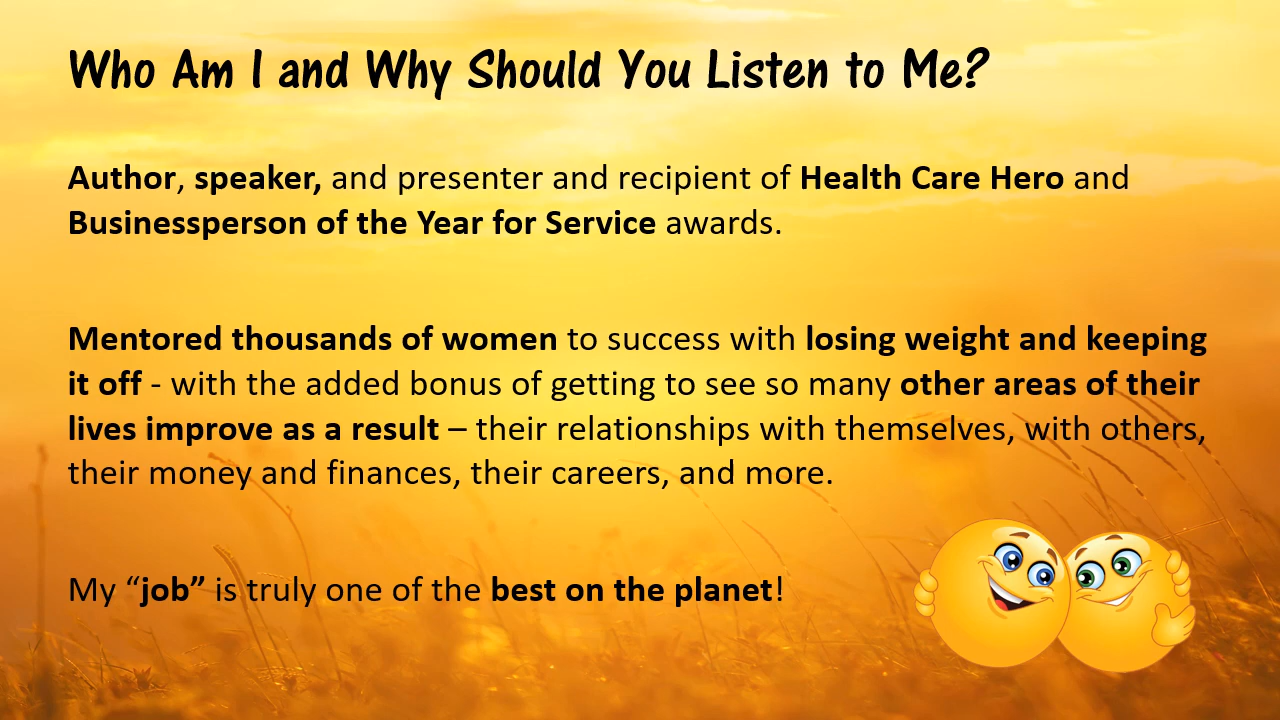 Who Am I and Why Should You Listen to Me?
Author, speaker, and presenter and recipient of Health Care Hero and
Businessperson of the Year for Service awards.
Mentored thousands of women to success with losing weight and keeping
it off - with the added bonus of getting to see so many other areas of their
lives improve as a result – their relationships with themselves, with others,
their money and finances, their careers, and more.
My “job” is truly one of the best on the planet!